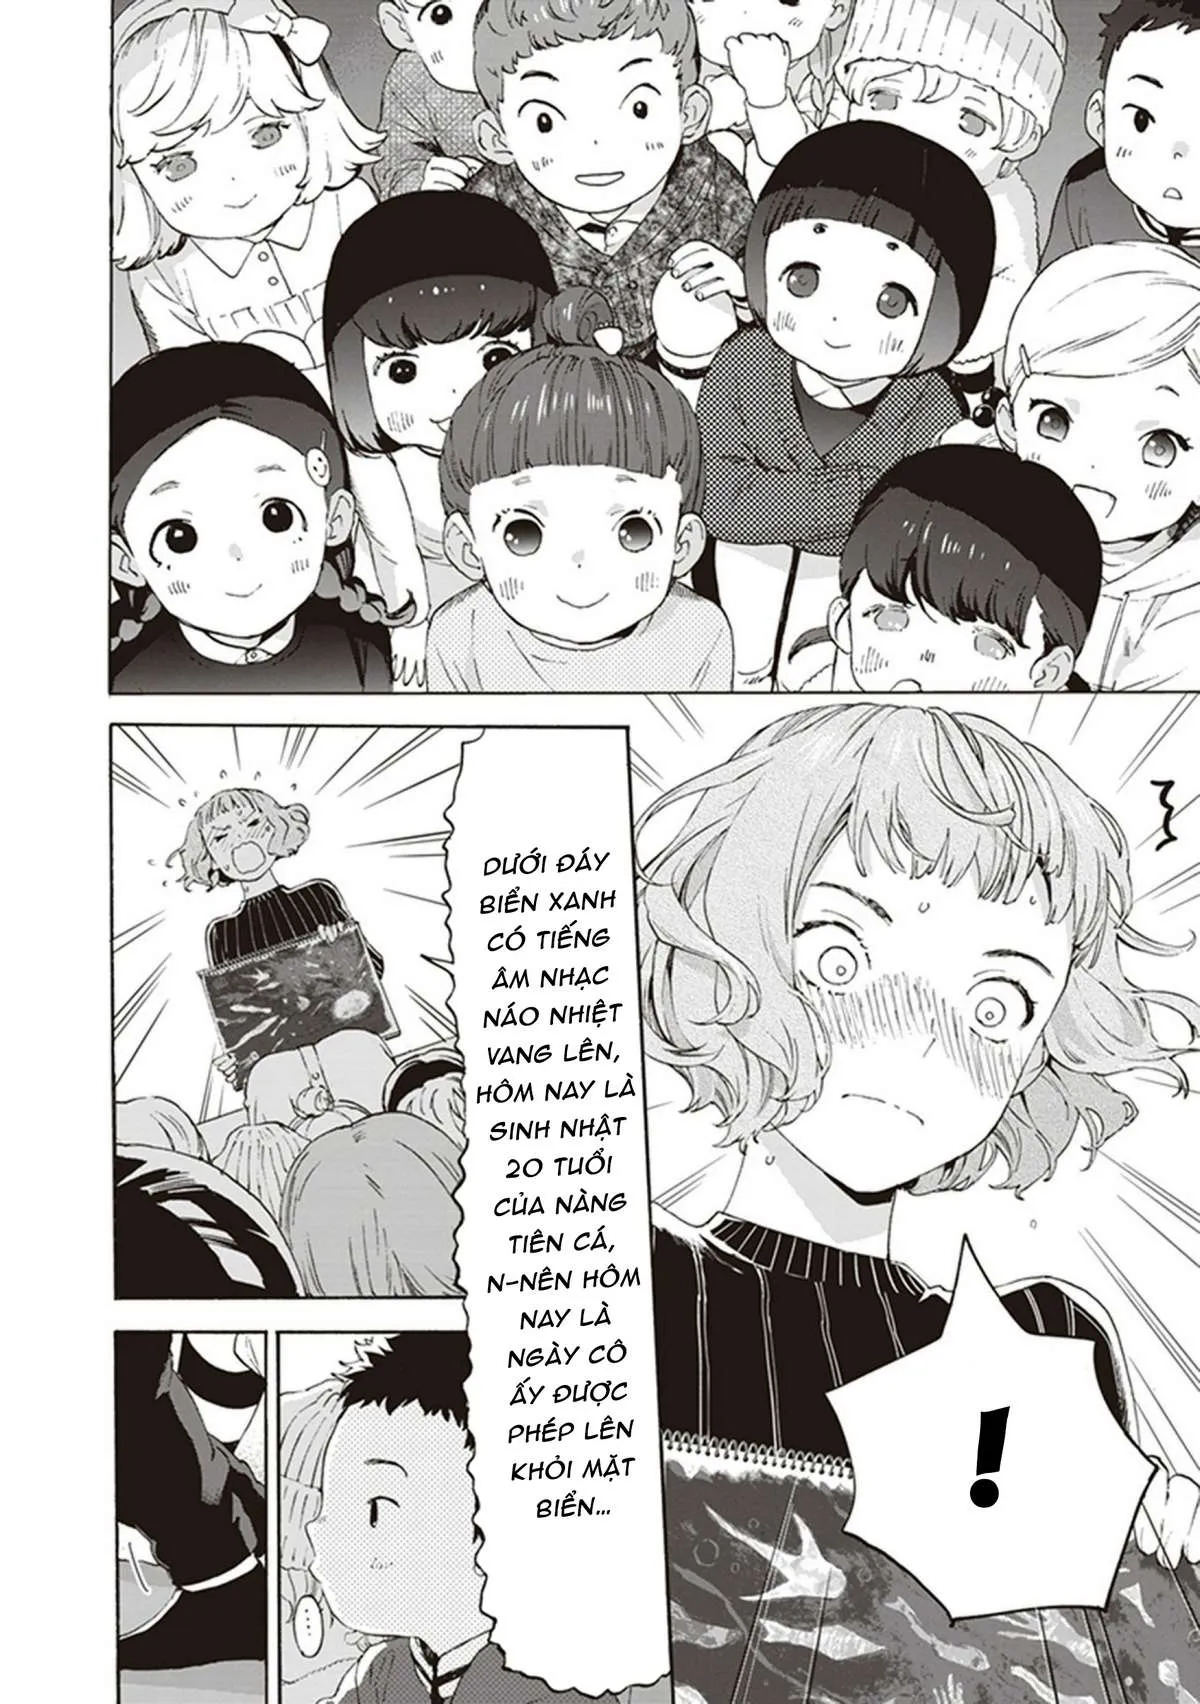 !
DƯỚI ĐÁY
BIỂN XANH
CÓ TIẾNG
ÂM NHẠC
NÁO NHIỆT
VANG LÊN,
HÔM NAY LÀ
SINH NHẬT
20 TUỔI
CỦA NÀNG
TIÊN CÁ,
N-NÊN HÔM
NAY LÀ
NGÀY CÔ
ẤY ĐƯỢC
PHÉP LÊN
KHỎI MẶT
BIỂN...
......